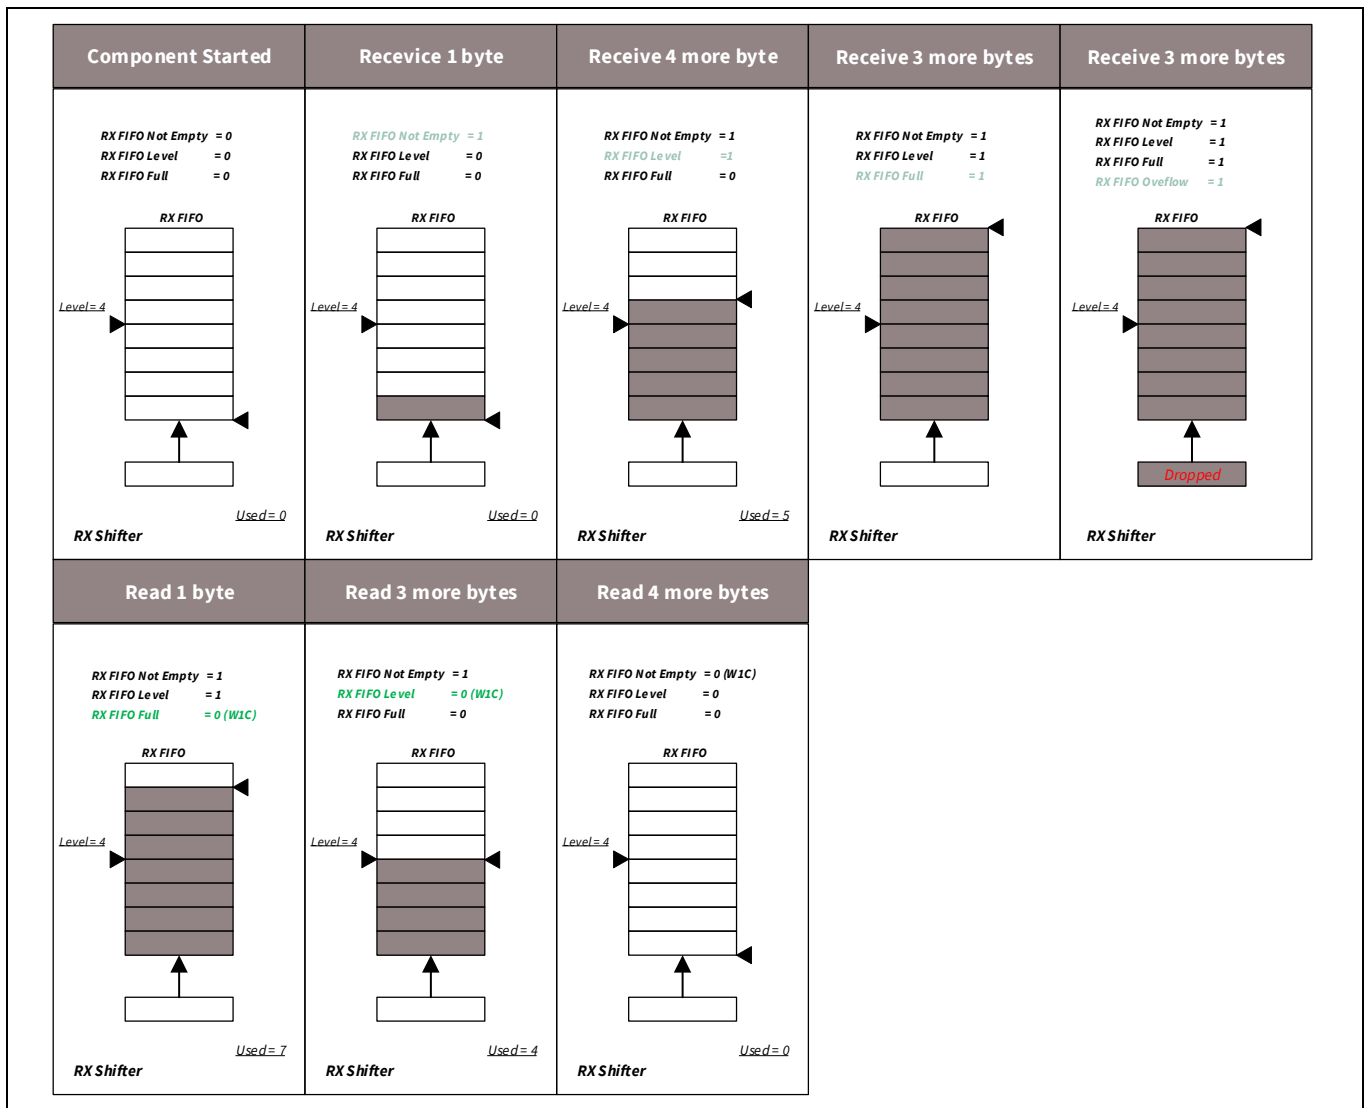 Component Started
Recevice 1 byte
Receive 4 more byte
Receive 3 more bytes
Receive 3 more bytes
RX FIFO Not Empty = 0
RX FIFO Level = 0
RX FIFO Full = 0
RX FIFO
Level = 4
Used = 0
RX Shifter
RX FIFO Not Empty = 1
RX FIFO Level = 0
RX FIFO Full = 0
RX FIFO
Level = 4
Used = 0
RX Shifter
RX FIFO Not Empty = 1
RX FIFO Level =1
RX FIFO Full = 0
RX FIFO
Level = 4
Used = 5
RX Shifter
RX FIFO Not Empty = 1
RX FIFO Level = 1
RX FIFO Full = 1
RX FIFO
Level = 4
RX Shifter
RX FIFO Not Empty = 1
RX FIFO Level = 1
RX FIFO Full = 1
RX FIFO Oveflow = 1
RX FIFO
Level = 4
Dropped
RX Shifter
Read 1 byte
Read 3 more bytes
Read 4 more bytes
RX FIFO Not Empty = 1
RX FIFO Level = 1
RX FIFO Full = 0 (W1C)
RX FIFO
Level = 4
Used = 7
RX Shifter
RX FIFO Not Empty = 1
RX FIFO Level = 0 (W1C)
RX FIFO Full = 0
RX FIFO
Level = 4
Used = 4
RX Shifter
RX FIFO Not Empty = 0 (W1C)
RX FIFO Level = 0
RX FIFO Full = 0
RX FIFO
Level = 4
Used = 0
RX Shifter